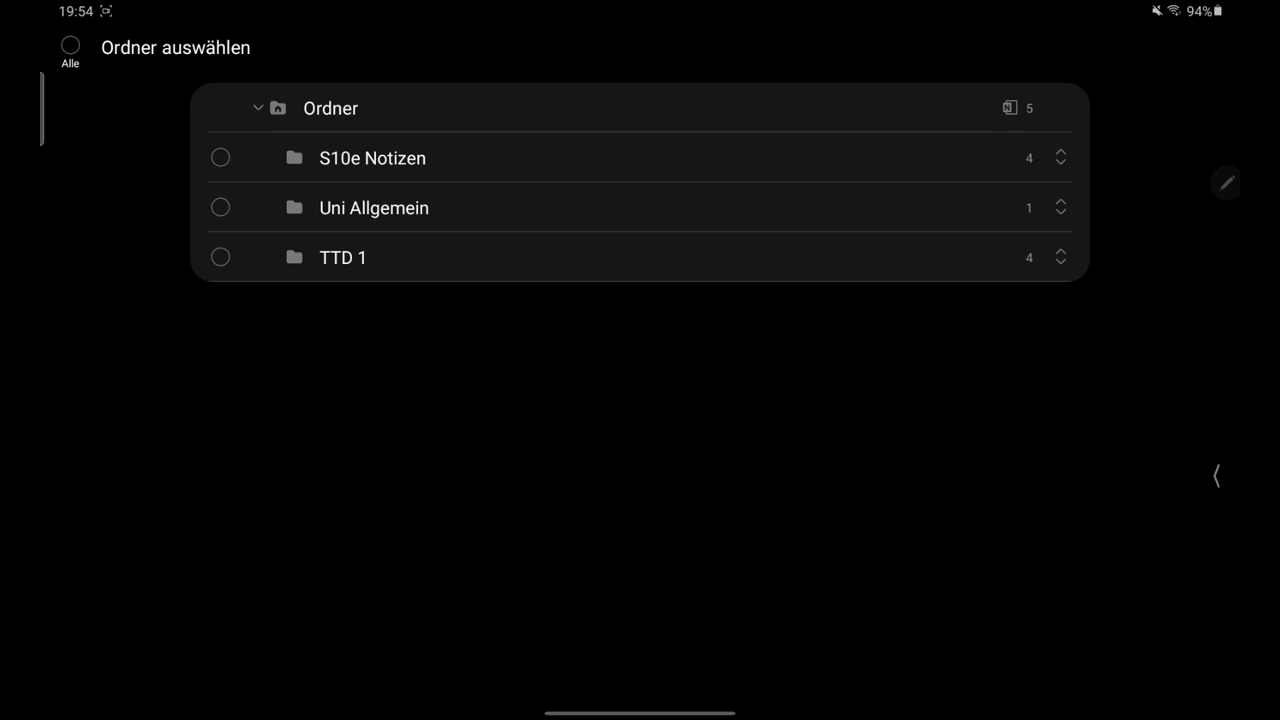 19:54
94%
Alle
Ordner auswählen
Ordner
5
S10e Notizen
4
Uni Allgemein
1
TTD 1
4